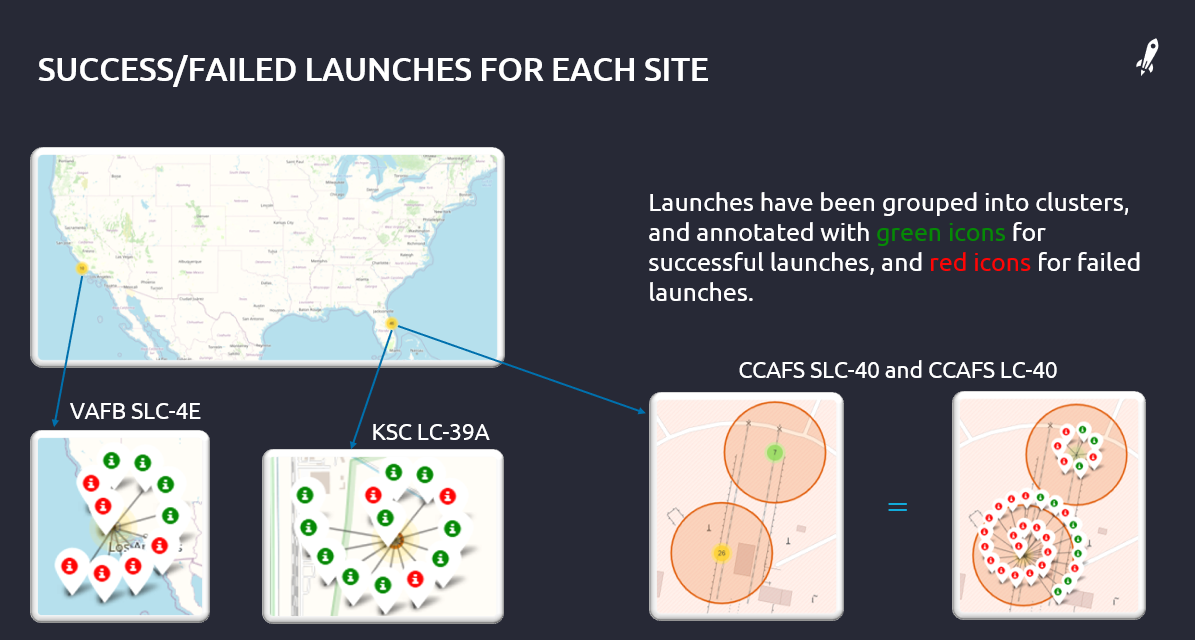 SUCCESS/FAILED LAUNCHES FOR EACH SITE
Launches have been grouped into clusters,
and annotated with green icons for
successful launches, and red icons for failed
launches.
CCAFS SLC-40 and CCAFS LC-40
VAFB SLC-4E
KSC LC-39A
7
26
=